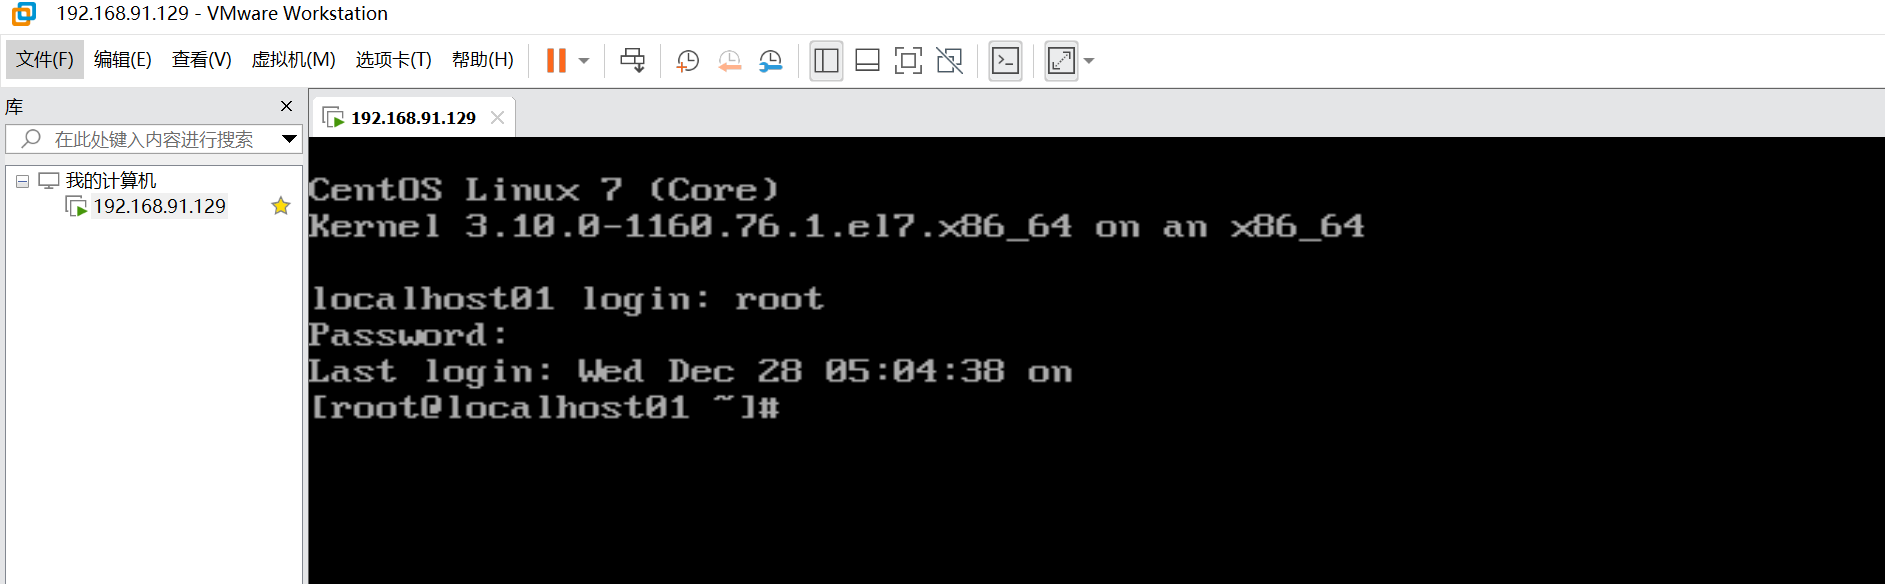 192.168.91.129 - VMware Workstation
文件(F) 编辑(E) 查看(V) 虚拟机(M) 选项卡(T) 帮助(H)
库
192.168.91.129
在此处键入内容进行搜索
我的计算机
192.168.91.129
CentOS Linux 7 (Core)
Kernel 3.10.0-1160.76.1.el7.x86_64 on an x86_64
localhost01 login: root
Password:
Last login: Wed Dec 28 05:04:38 on
[root@localhost01 ~]#